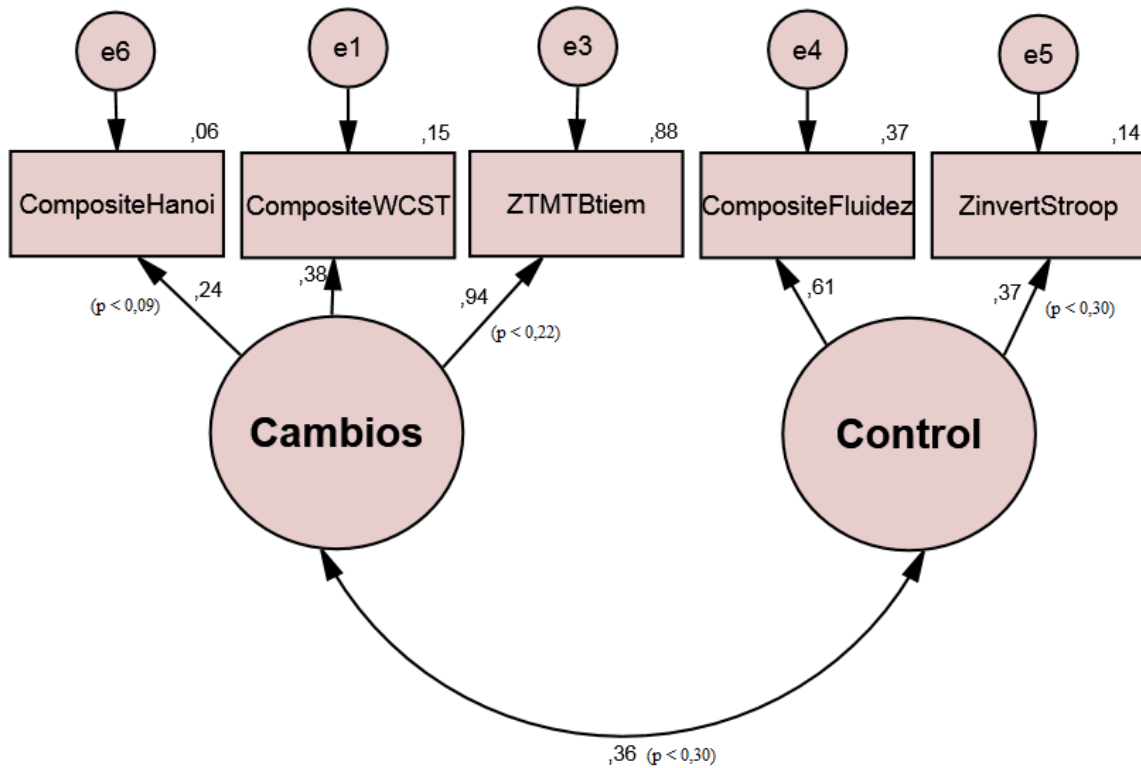 e6
e1
e3
e4
e5
,06
,15
,88
,37
,14
CompositeHanoi
CompositeWCST
ZTMTBtiem
CompositeFluidez
ZinvertStroop
,24
(p < 0,09)
,38
,94
(p < 0,22)
,61
,37
(p < 0,30)
Cambios
Control
,36 (p < 0,30)